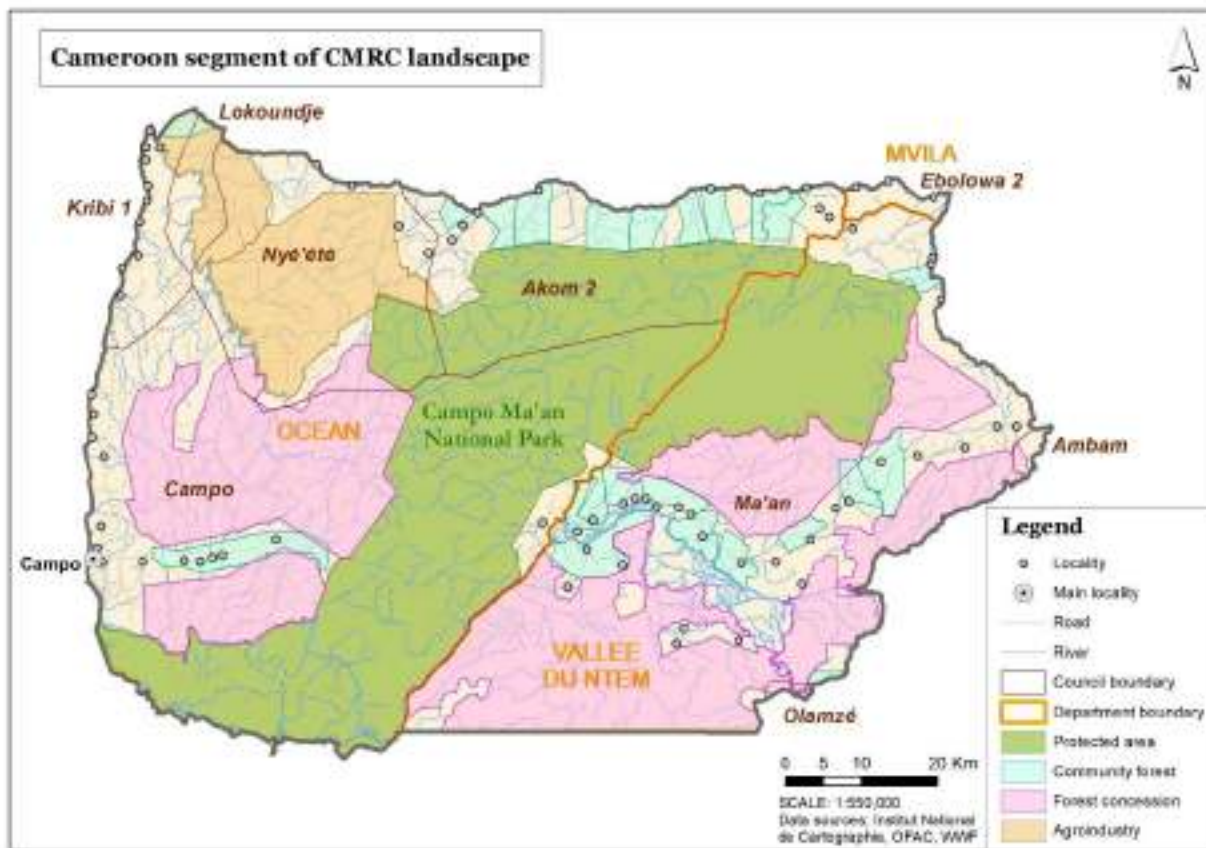 Cameroon segment of CMRC landscape
N
Lokoundje
MVILA
Ebolowa 2
Kribi 1
Nyé'été
Akom 2
Campo Ma'an
National Park
OCEAN
Ambam
Campo
Ma'an
Campo
VALLEE
DU NTEM
Olamzé
0 5 10 20 Km
SCALE: 1:550,000
Data sources: Institut National
de Cartographie, OFAC, WWF
Legend
Locality
Main locality
Road
River
Council boundary
Department boundary
Protected area
Community forest
Forest concession
Agroindustry